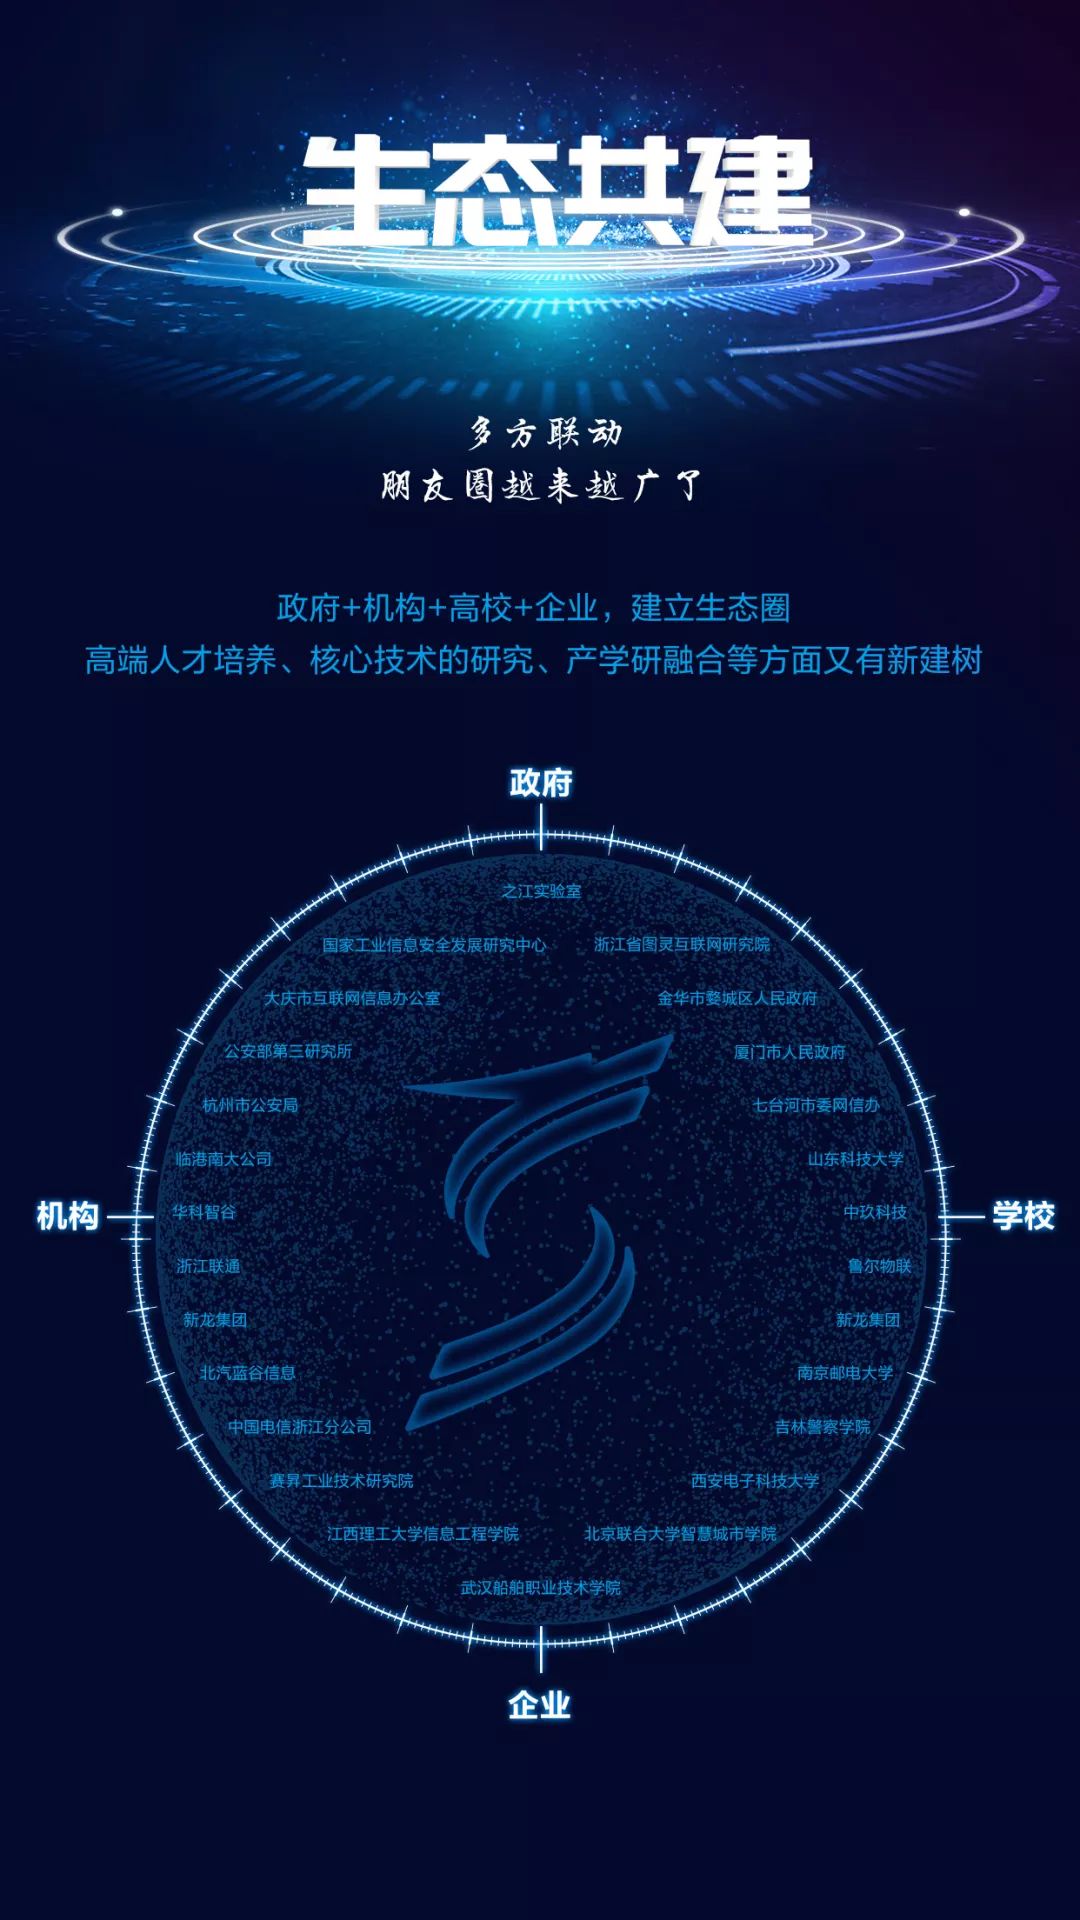 生态共建
多方联动
朋友圈越来越广了
政府+机构+高校+企业，建立生态圈
高端人才培养、核心技术的研究、产学研融合等方面又有新建树
政府
之江实验室
国家工业信息安全发展研究中心 浙江省图灵互联网研究院
大庆市互联网信息办公室 金华市婺城区人民政府
公安部第三研究所 厦门市人民政府
杭州市公安局 七台河市委网信办
临港南大公司 山东科技大学
机构 华科智谷 中玖科技 学校
浙江联通 鲁尔物联
新龙集团 新龙集团
北汽蓝谷信息 南京邮电大学
中国电信浙江分公司 吉林警察学院
赛昇工业技术研究院 西安电子科技大学
江西理工大学信息工程学院 北京联合大学智慧城市学院
武汉船舶职业技术学院
企业